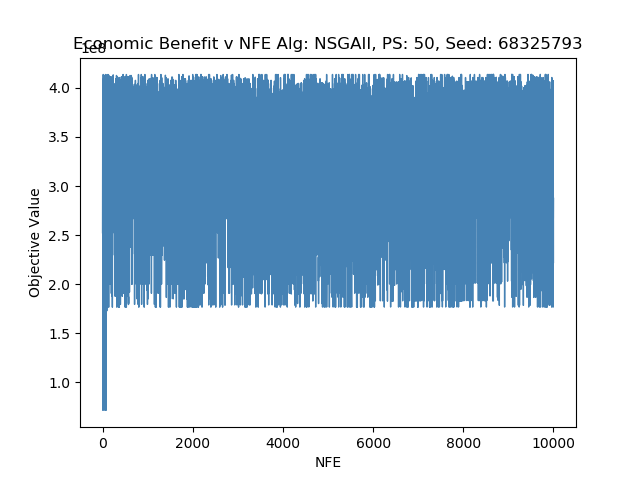 Economic Benefit v NFE Alg: NSGAII, PS: 50, Seed: 68325793
1e8
4.0
3.5
3.0
2.5
2.0
1.5
1.0
Objective Value
0 2000 4000 6000 8000 10000
NFE